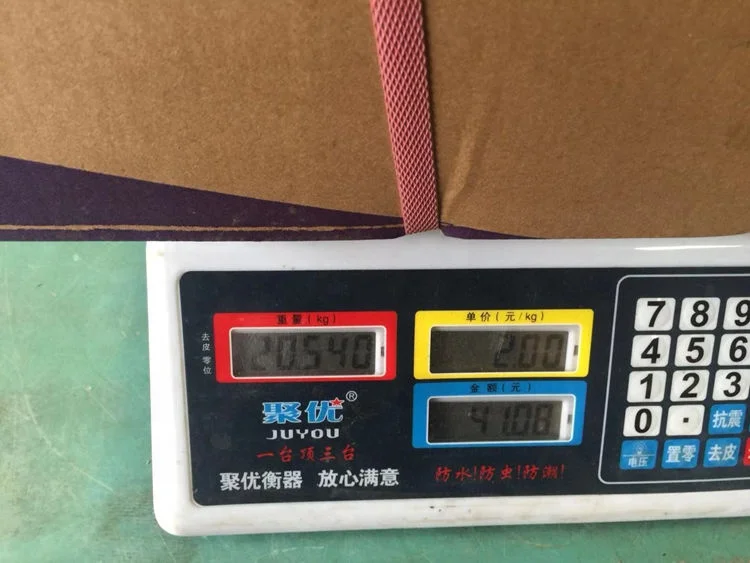 重量(kg)
去皮 零位
20.540
单价(元/kg)
2.00
金额(元)
41.08
聚优®
JUYOU
一台顶三台
聚优衡器 放心满意
防水!防虫!防潮!
7 8 9
4 5 6
1 2 3
0 . 抗震
电压 置零 去皮